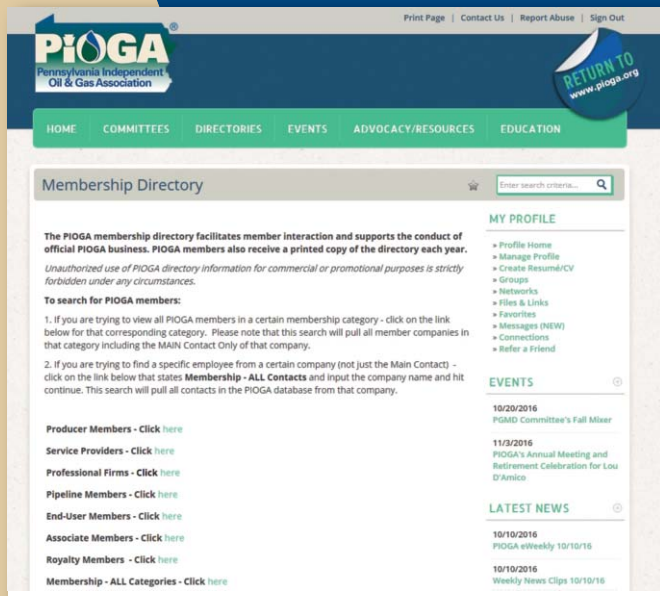 Print Page | Contact Us | Report Abuse | Sign Out
PIOGA®
Pennsylvania Independent
Oil & Gas Association
RETURN TO
www.pioga.org
HOME COMMITTEES DIRECTORIES EVENTS ADVOCACY/RESOURCES EDUCATION
Membership Directory
Enter search criteria...
The PIOGA membership directory facilitates member interaction and supports the conduct of
official PIOGA business. PIOGA members also receive a printed copy of the directory each year.
Unauthorized use of PIOGA directory information for commercial or promotional purposes is strictly
forbidden under any circumstances.
To search for PIOGA members:
1. If you are trying to view all PIOGA members in a certain membership category - click on the link
below for that corresponding category. Please note that this search will pull all member companies in
that category including the MAIN Contact Only of that company.
2. If you are trying to find a specific employee from a certain company (not just the Main Contact) -
click on the link below that states Membership - ALL Contacts and input the company name and hit
continue. This search will pull all contacts in the PIOGA database from that company.
Producer Members - Click here
Service Providers - Click here
Professional Firms - Click here
Pipeline Members - Click here
End-User Members - Click here
Associate Members - Click here
Royalty Members - Click here
Membership - ALL Categories - Click here
MY PROFILE
» Profile Home
» Manage Profile
» Create Resumé/CV
» Groups
» Networks
» Files & Links
» Favorites
» Messages (NEW)
» Connections
» Refer a Friend
EVENTS
10/20/2016
PGMD Committee's Fall Mixer
11/3/2016
PIOGA's Annual Meeting and
Retirement Celebration for Lou
D'Amico
LATEST NEWS
10/10/2016
PIOGA eWeekly 10/10/16
10/10/2016
Weekly News Clips 10/10/16